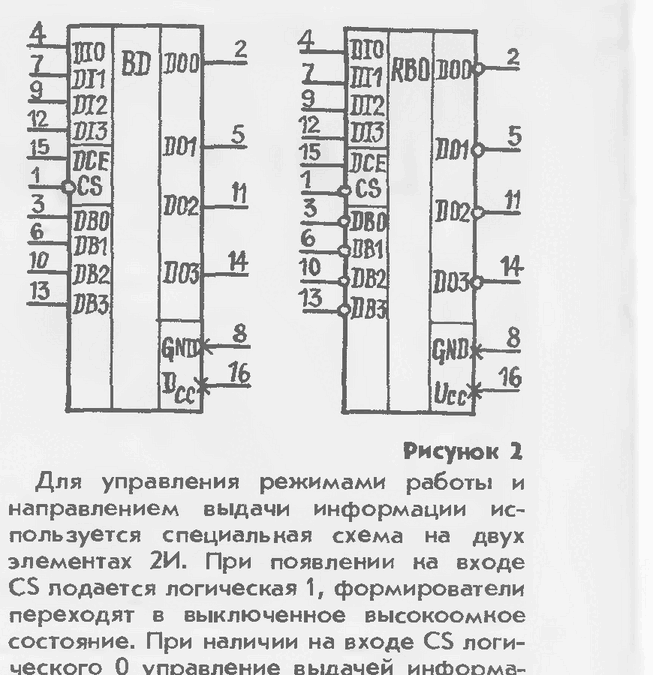 4 DI0 BD DO0 2
7 DI1
9 DI2
12 DI3 DO1 5
15 DCE
1 CS
3 DB0 DO2 11
6 DB1
10 DB2 DO3 14
13 DB3
GND 8
DCC 16
4 DI0 RBO DO0 2
7 DI1
9 DI2
12 DI3 DO1 5
15 DCE
1 CS
3 DB0 DO2 11
6 DB1
10 DB2 DO3 14
13 DB3
GND 8
UCC 16
Рисунок 2
Для управления режимами работы и
направлением выдачи информации ис-
пользуется специальная схема на двух
элементах 2И. При появлении на входе
CS подается логическая 1, формирователи
переходят в выключенное высокоомное
состояние. При наличии на входе CS логи-
ческого 0 управление выдачей информа-